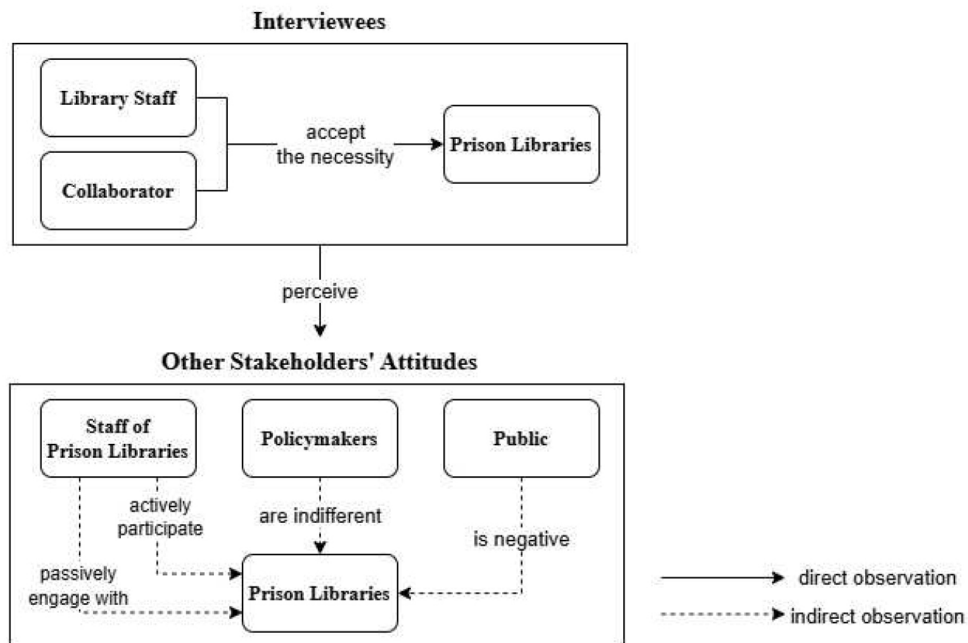 Interviewees
Library Staff
Collaborator
accept
the necessity
Prison Libraries
perceive
Other Stakeholders' Attitudes
Staff of
Prison Libraries
Policymakers
Public
actively
participate
are indifferent
is negative
passively
engage with
Prison Libraries
direct observation
indirect observation